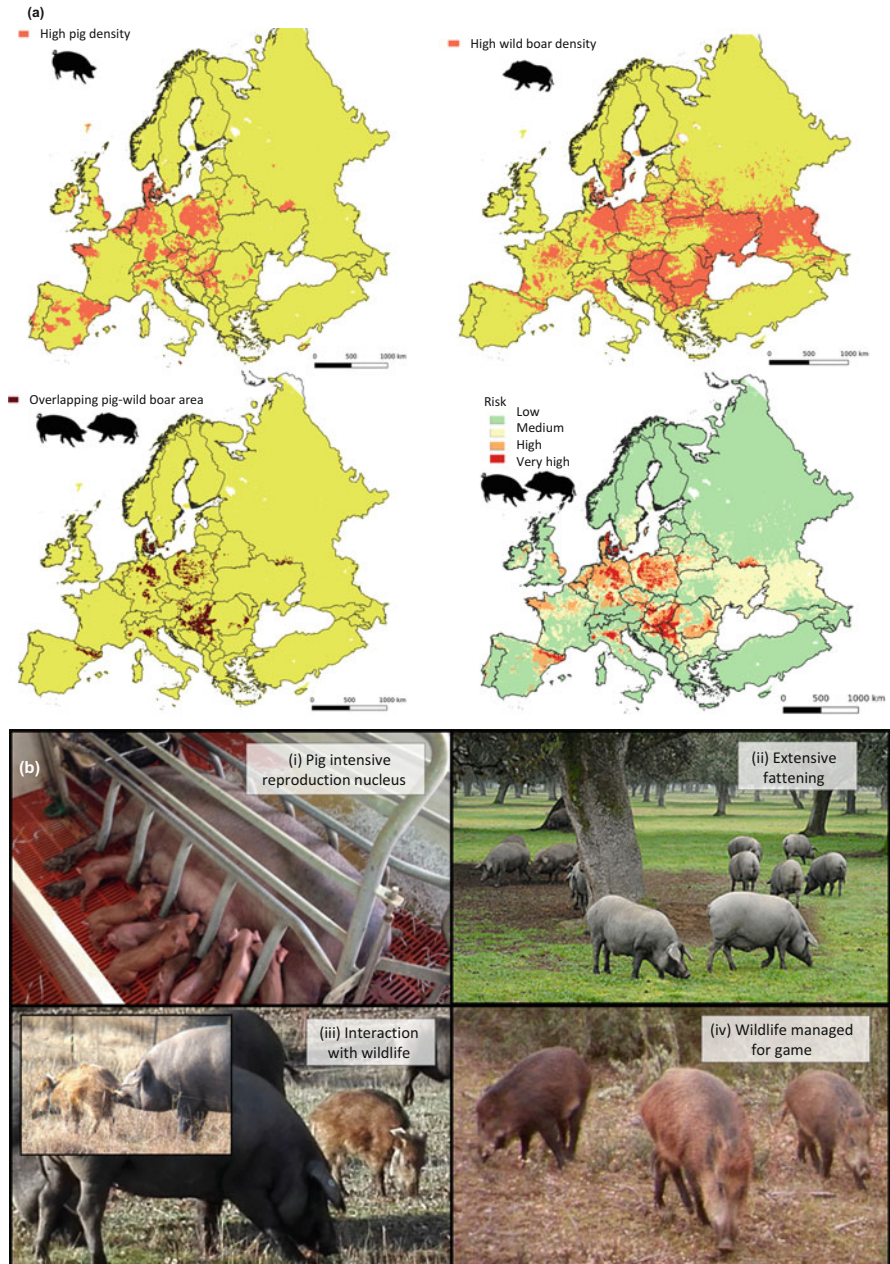 (a)
High pig density
High wild boar density
0 500 1000 km
0 500 1000 km
Overlapping pig-wild boar area
Risk
Low
Medium
High
Very high
0 500 1000 km
0 500 1000 km
(b)
(i) Pig intensive
reproduction nucleus
(ii) Extensive
fattening
(iii) Interaction
with wildlife
(iv) Wildlife managed
for game